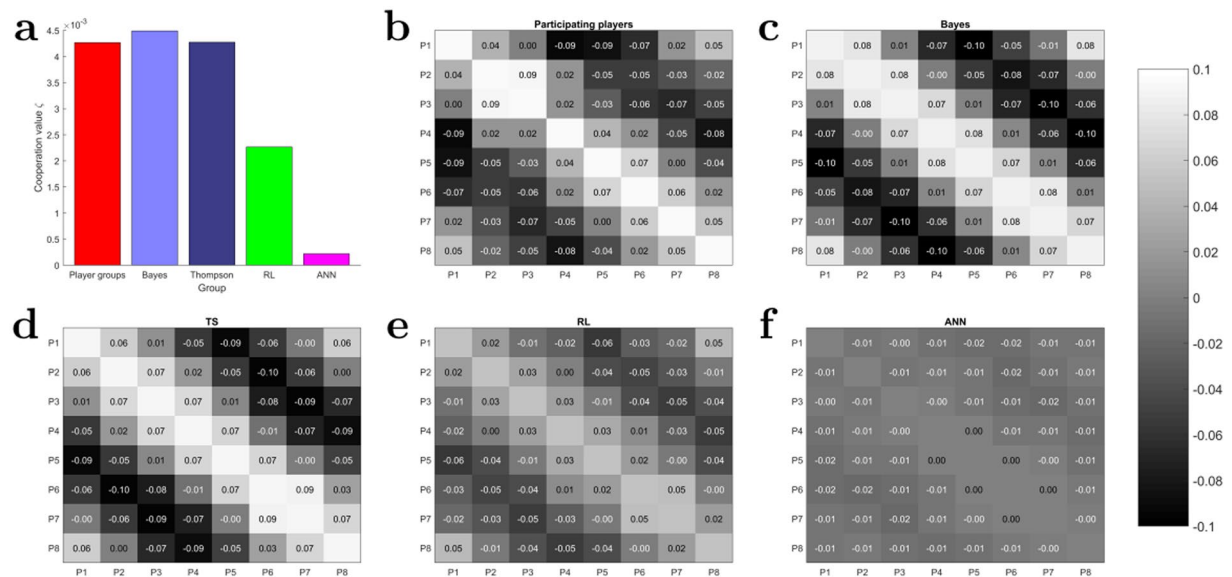 a
×10⁻³
4.5
4
3.5
3
2.5
2
1.5
1
0.5
0
Cooperation value ζ
Player groups Bayes Thompson RL ANN
Group
b
Participating players
P1 0.04 0.00 -0.09 -0.09 -0.07 0.02 0.05
P2 0.04 0.09 0.02 -0.05 -0.05 -0.03 -0.02
P3 0.00 0.09 0.02 -0.03 -0.06 -0.07 -0.05
P4 -0.09 0.02 0.02 0.04 0.02 -0.05 -0.08
P5 -0.09 -0.05 -0.03 0.04 0.07 0.00 -0.04
P6 -0.07 -0.05 -0.06 0.02 0.07 0.06 0.02
P7 0.02 -0.03 -0.07 -0.05 0.00 0.06 0.05
P8 0.05 -0.02 -0.05 -0.08 -0.04 0.02 0.05
P1 P2 P3 P4 P5 P6 P7 P8
c
Bayes
P1 0.08 0.01 -0.07 -0.10 -0.05 -0.01 0.08
P2 0.08 0.08 -0.00 -0.05 -0.08 -0.07 -0.00
P3 0.01 0.08 0.07 0.01 -0.07 -0.10 -0.06
P4 -0.07 -0.00 0.07 0.08 0.01 -0.06 -0.10
P5 -0.10 -0.05 0.01 0.08 0.07 0.01 -0.06
P6 -0.05 -0.08 -0.07 0.01 0.07 0.08 0.01
P7 -0.01 -0.07 -0.10 -0.06 0.01 0.08 0.07
P8 0.08 -0.00 -0.06 -0.10 -0.06 0.01 0.07
P1 P2 P3 P4 P5 P6 P7 P8
0.1
0.08
0.06
0.04
0.02
0
-0.02
-0.04
-0.06
-0.08
-0.1
d
TS
P1 0.06 0.01 -0.05 -0.09 -0.06 -0.00 0.06
P2 0.06 0.07 0.02 -0.05 -0.10 -0.06 0.00
P3 0.01 0.07 0.07 0.01 -0.08 -0.09 -0.07
P4 -0.05 0.02 0.07 0.07 -0.01 -0.07 -0.09
P5 -0.09 -0.05 0.01 0.07 0.07 -0.00 -0.05
P6 -0.06 -0.10 -0.08 -0.01 0.07 0.09 0.03
P7 -0.00 -0.06 -0.09 -0.07 -0.00 0.09 0.07
P8 0.06 0.00 -0.07 -0.09 -0.05 0.03 0.07
P1 P2 P3 P4 P5 P6 P7 P8
e
RL
P1 0.02 -0.01 -0.02 -0.06 -0.03 -0.02 0.05
P2 0.02 0.03 0.00 -0.04 -0.05 -0.03 -0.01
P3 -0.01 0.03 0.03 -0.01 -0.04 -0.05 -0.04
P4 -0.02 0.00 0.03 0.03 0.01 -0.03 -0.05
P5 -0.06 -0.04 -0.01 0.03 0.02 -0.00 -0.04
P6 -0.03 -0.05 -0.04 0.01 0.02 0.05 -0.00
P7 -0.02 -0.03 -0.05 -0.03 -0.00 0.05 0.02
P8 0.05 -0.01 -0.04 -0.05 -0.04 -0.00 0.02
P1 P2 P3 P4 P5 P6 P7 P8
f
ANN
P1 -0.01 -0.00 -0.01 -0.02 -0.02 -0.01 -0.01
P2 -0.01 -0.01 -0.01 -0.01 -0.02 -0.01 -0.01
P3 -0.00 -0.01 -0.00 -0.01 -0.01 -0.02 -0.01
P4 -0.01 -0.01 -0.00 0.00 -0.01 -0.01 -0.01
P5 -0.02 -0.01 -0.01 0.00 0.00 -0.00 -0.01
P6 -0.02 -0.02 -0.01 -0.01 0.00 0.00 -0.01
P7 -0.01 -0.01 -0.02 -0.01 -0.01 0.00 -0.00
P8 -0.01 -0.01 -0.01 -0.01 -0.01 -0.01 -0.00
P1 P2 P3 P4 P5 P6 P7 P8